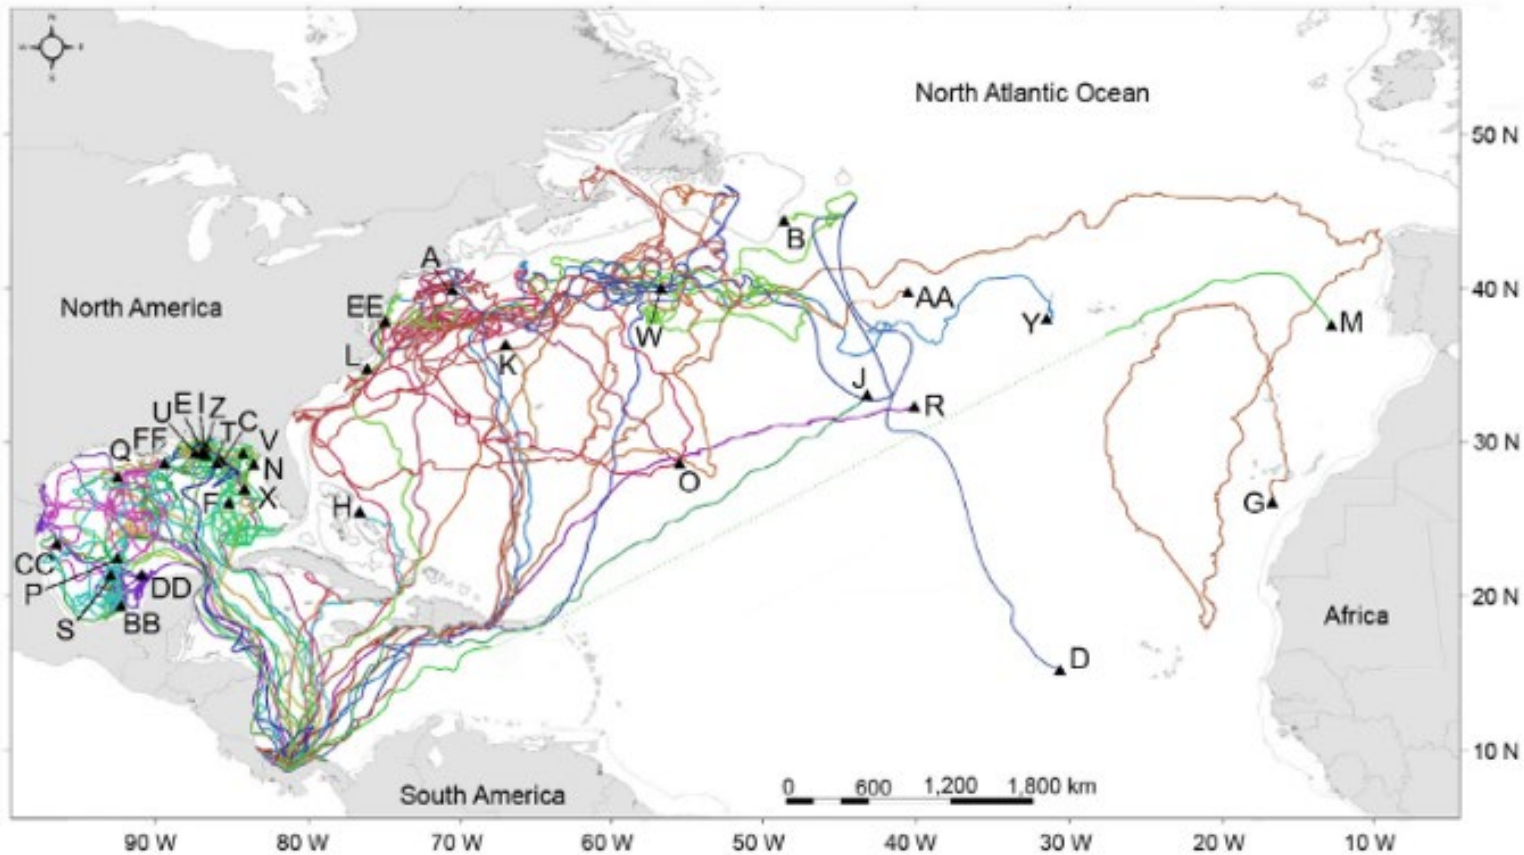 N
W
E
S
North Atlantic Ocean
50 N
B
A
North America
EE
40 N
AA
Y
M
W
L
K
J
R
U
E
I
Z
T
C
V
30 N
Q
FF
N
O
F
X
H
G
CC
P
DD
20 N
S
BB
Africa
D
10 N
South America
0
600
1,200
1,800 km
90 W
80 W
70 W
60 W
50 W
40 W
30 W
20 W
10 W